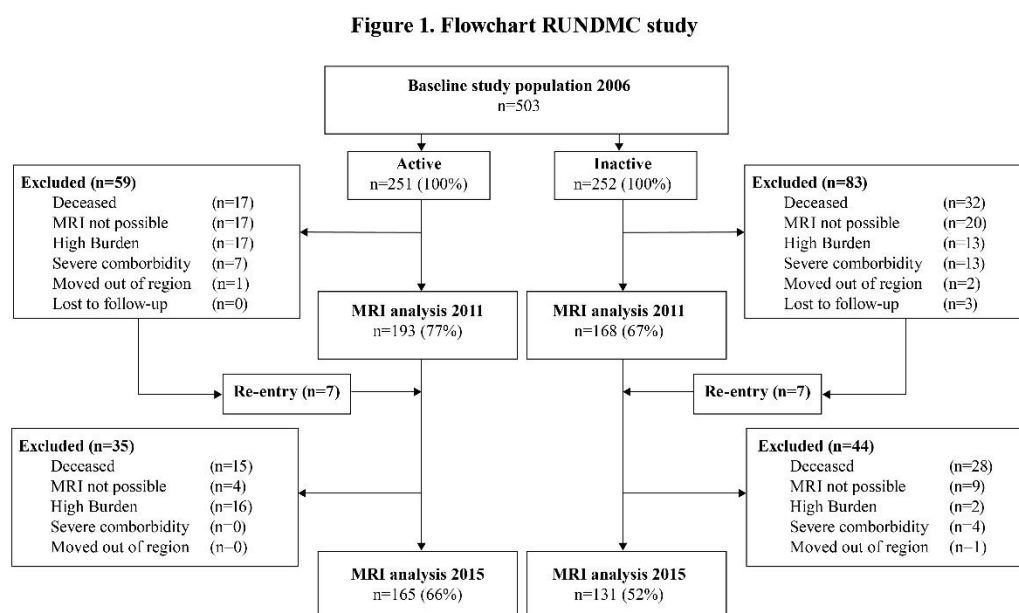 Figure 1. Flowchart RUNDMC study
Baseline study population 2006
n=503
Active
n=251 (100%)
Inactive
n=252 (100%)
Excluded (n=59)
Deceased (n=17)
MRI not possible (n=17)
High Burden (n=17)
Severe comborbidity (n=7)
Moved out of region (n=1)
Lost to follow-up (n=0)
Excluded (n=83)
Deceased (n=32)
MRI not possible (n=20)
High Burden (n=13)
Severe comborbidity (n=13)
Moved out of region (n=2)
Lost to follow-up (n=3)
MRI analysis 2011
n=193 (77%)
MRI analysis 2011
n=168 (67%)
Re-entry (n=7)
Re-entry (n=7)
Excluded (n=35)
Deceased (n=15)
MRI not possible (n=4)
High Burden (n=16)
Severe comborbidity (n=0)
Moved out of region (n=0)
Excluded (n=44)
Deceased (n=28)
MRI not possible (n=9)
High Burden (n=2)
Severe comborbidity (n=4)
Moved out of region (n=1)
MRI analysis 2015
n=165 (66%)
MRI analysis 2015
n=131 (52%)